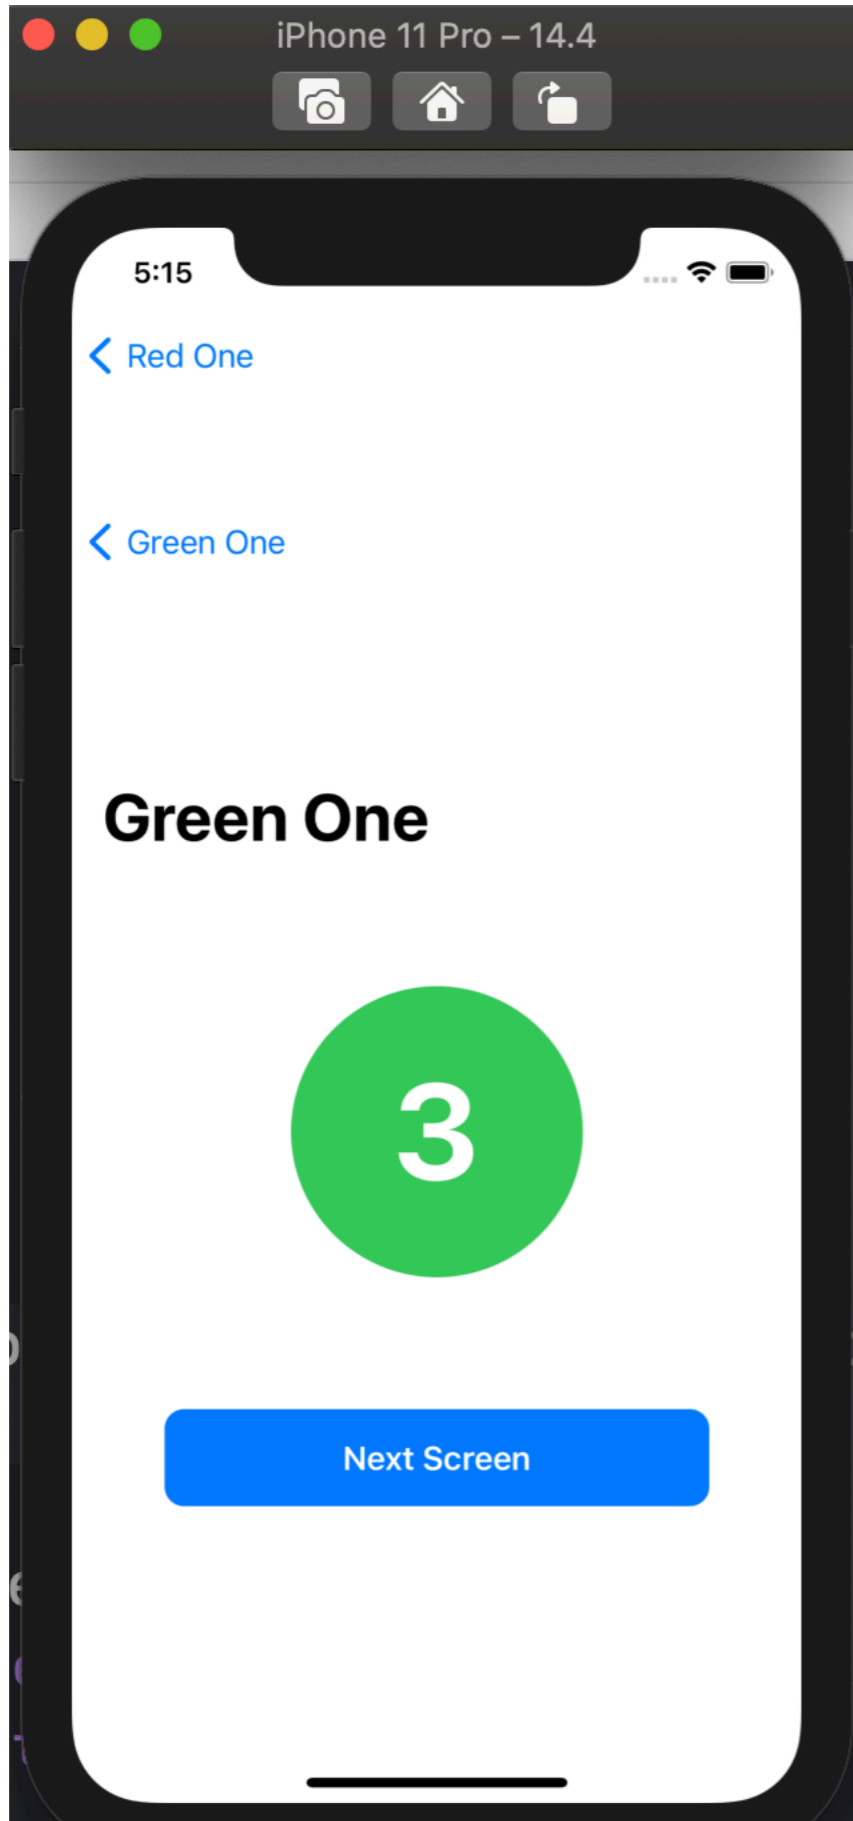 iPhone 11 Pro – 14.4
5:15
Red One
Green One
Green One
3
Next Screen